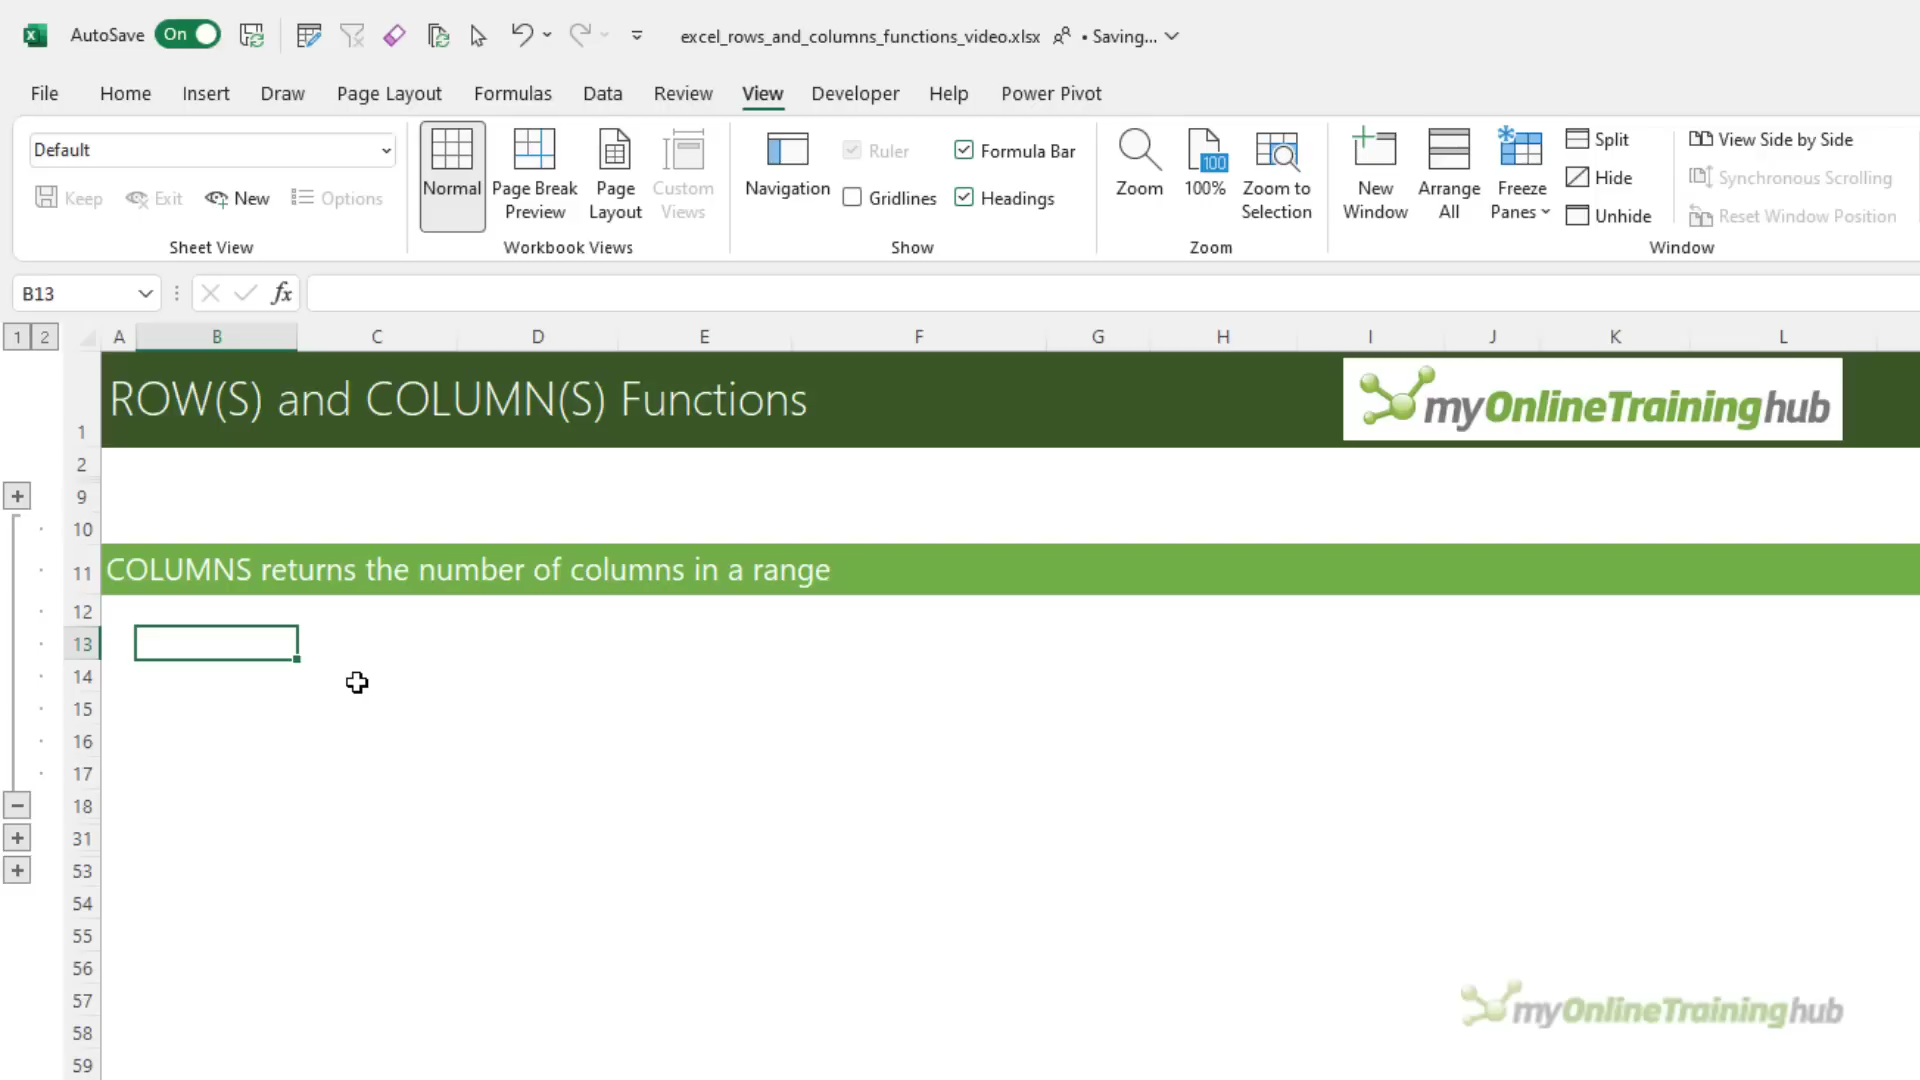 AutoSave On excel_rows_and_columns_functions_video.xlsx • Saving...
File Home Insert Draw Page Layout Formulas Data Review View Developer Help Power Pivot
Default
Keep Exit New Options
Sheet View
Normal Page Break Preview Page Layout Custom Views
Workbook Views
Navigation Ruler Formula Bar
Gridlines Headings
Show
Zoom 100 100% Zoom to Selection
Zoom
New Window Arrange All Freeze Panes
Split
Hide
Unhide
View Side by Side
Synchronous Scrolling
Reset Window Position
Window
B13 fx
1 2 A B C D E F G H I J K L
1 ROW(S) and COLUMN(S) Functions myOnlineTraininghub
2
9
10
11 COLUMNS returns the number of columns in a range
12
13
14
15
16
17
18
31
53
54
55
56
57
58
59
myOnlineTraininghub